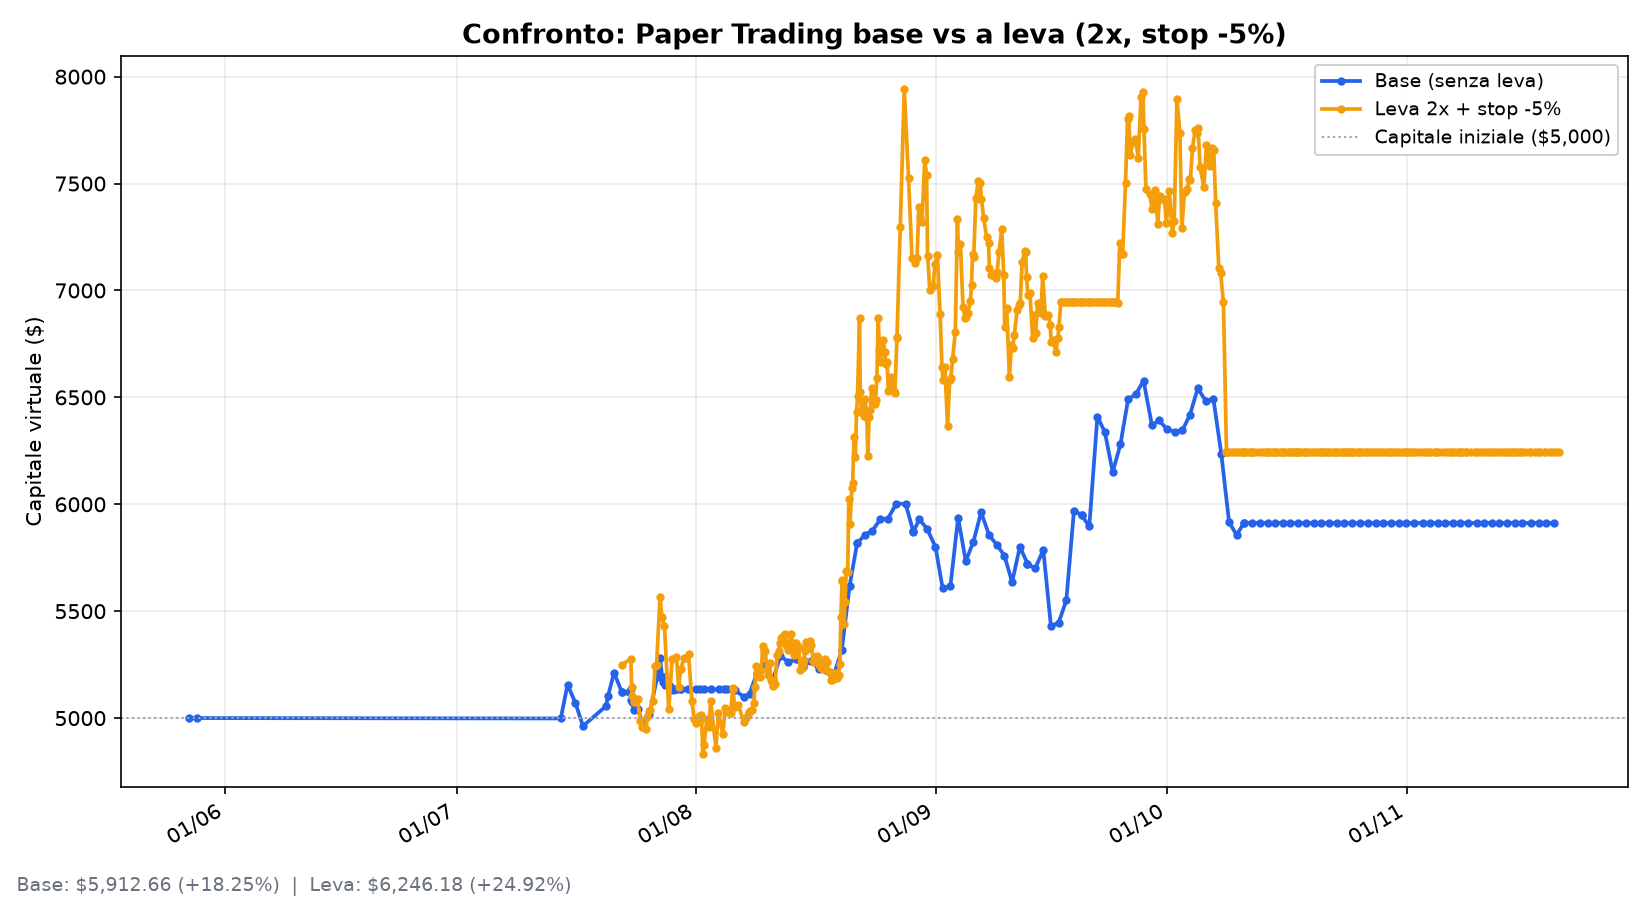 Confronto: Paper Trading base vs a leva (2x, stop -5%)
Base (senza leva)
Leva 2x + stop -5%
Capitale iniziale ($5,000)
Capitale virtuale ($)
8000
7500
7000
6500
6000
5500
5000
01/06
01/07
01/08
01/09
01/10
01/11
Base: $5,912.66 (+18.25%)  |  Leva: $6,246.18 (+24.92%)